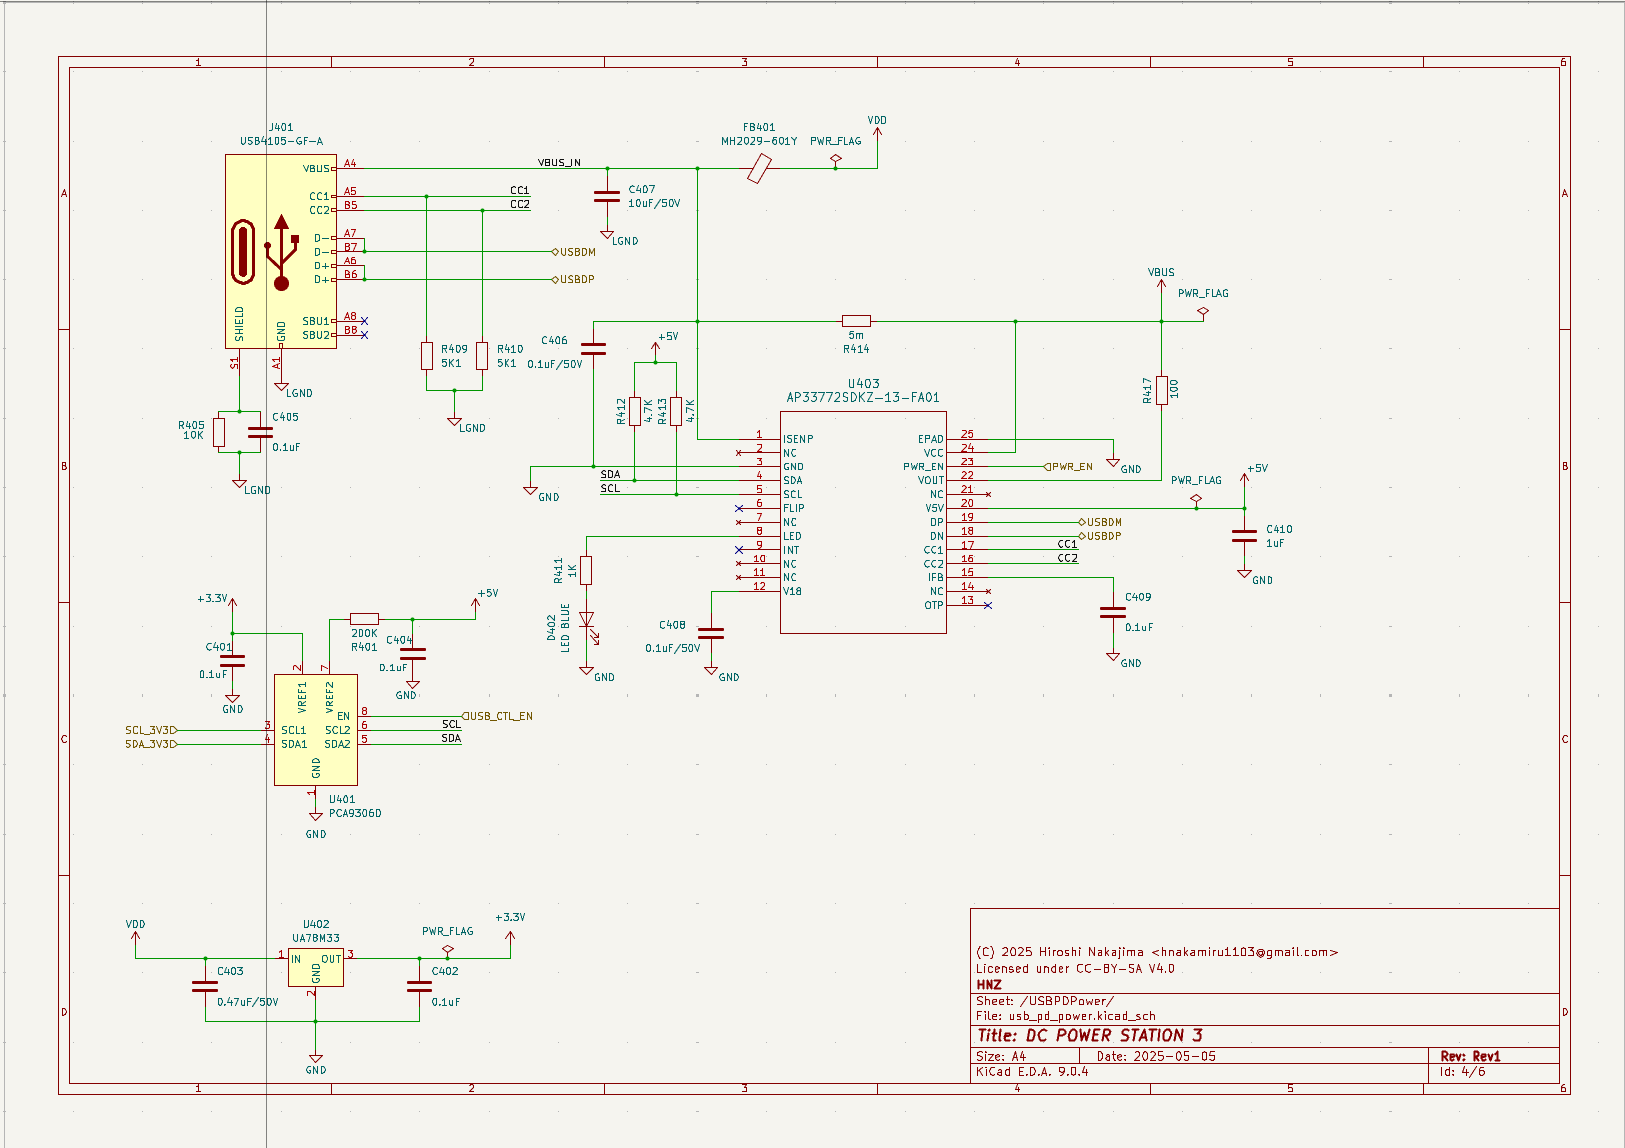 1 2 3 4 5 6
A A
B B
C C
D D
1 2 3 4 5 6
J401
USB4105-GF-A
VBUS A4
CC1 A5
CC2 B5
D- A7
D- B7
D+ A6
D+ B6
SBU1 A8
SBU2 B8
SHIELD S1
GND A1
VBUS_IN
CC1
CC2
USBDM
USBDP
C407
10uF/50V
LGND
FB401
MH2029-601Y
PWR_FLAG
VDD
LGND
R405
10K
C405
0.1uF
LGND
R409
5K1
R410
5K1
LGND
C406
0.1uF/50V
+5V
R412
4.7K
R413
4.7K
GND
SDA
SCL
5m
R414
VBUS
PWR_FLAG
R417
100
U403
AP33772SDKZ-13-FA01
1 ISENP
2 NC
3 GND
4 SDA
5 SCL
6 FLIP
7 NC
8 LED
9 INT
10 NC
11 NC
12 V18
EPAD 25
VCC 24
PWR_EN 23
VOUT 22
NC 21
V5V 20
DP 19
DN 18
CC1 17
CC2 16
IFB 15
NC 14
OTP 13
GND
PWR_EN
PWR_FLAG
+5V
USBDM
USBDP
CC1
CC2
C410
1uF
GND
C409
0.1uF
GND
R411
1K
D402
LED BLUE
GND
C408
0.1uF/50V
GND
+3.3V
C401
0.1uF
GND
200K
R401
C404
0.1uF
GND
+5V
2 VREF1
7 VREF2
EN 8
3 SCL1
SCL2 6
4 SDA1
SDA2 5
GND
1
SCL_3V3
SDA_3V3
USB_CTL_EN
SCL
SDA
U401
PCA9306D
GND
VDD
C403
0.47uF/50V
U402
UA78M33
1 IN
OUT 3
GND
2
PWR_FLAG
+3.3V
C402
0.1uF
GND
(C) 2025 Hiroshi Nakajima <hnakamiru1103@gmail.com>
Licensed under CC-BY-SA V4.0
HNZ
Sheet: /USBPDPower/
File: usb_pd_power.kicad_sch
Title: DC POWER STATION 3
Size: A4 Date: 2025-05-05 Rev: Rev1
KiCad E.D.A. 9.0.4 Id: 4/6